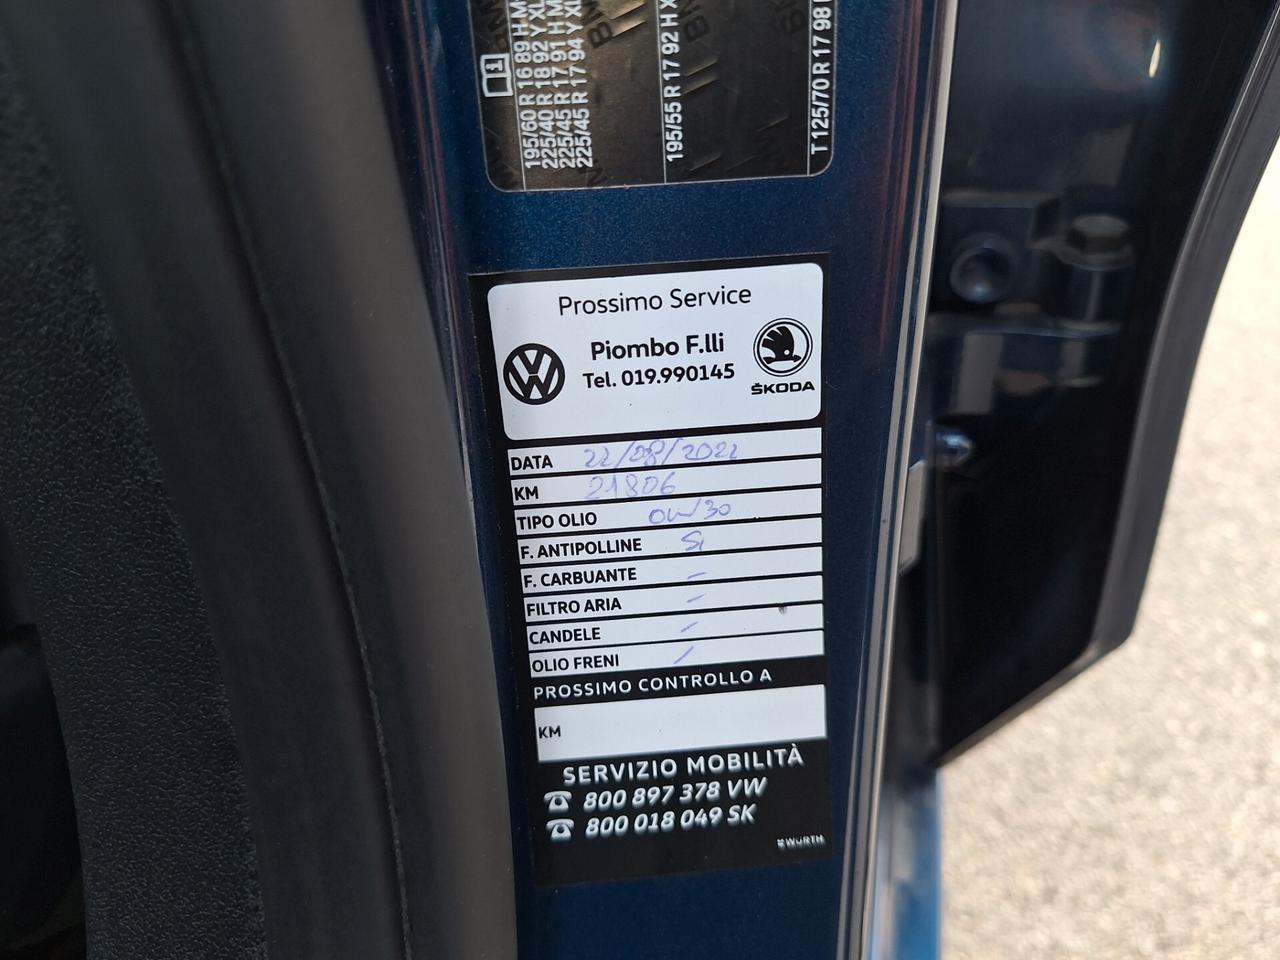 195/60 R 16 89 H M
225/40 R 18 92 Y XL
225/45 R 17 91 H M
225/45 R 17 94 Y XL
195/55 R 17 92 H X
T 125/70 R 17 98
Prossimo Service
Piombo F.lli
Tel. 019.990145
ŠKODA
DATA 22/08/2022
KM 21806
TIPO OLIO 0W/30
F. ANTIPOLLINE SI
F. CARBUANTE -
FILTRO ARIA -
CANDELE /
OLIO FRENI /
PROSSIMO CONTROLLO A
KM
SERVIZIO MOBILITÀ
☎ 800 897 378 VW
☎ 800 018 049 SK
WÜRTH